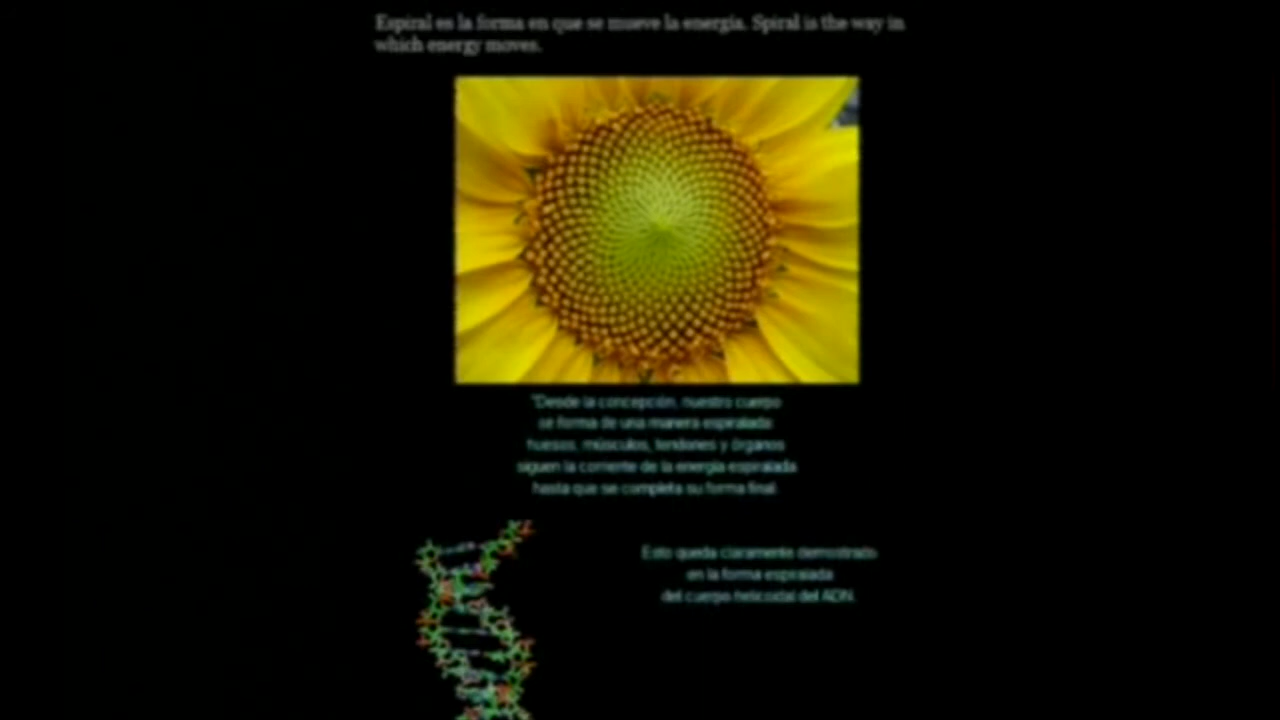 Espiral es la forma en que se mueve la energía. Spiral is the way in
which energy moves.
"Desde la concepción, nuestro cuerpo
se forma de una manera espiralada:
huesos, músculos, tendones y órganos
siguen la corriente de la energía espiralada
hasta que se completa su forma final.
Esto queda claramente demostrado
en la forma espiralada
del cuerpo helicoidal del ADN.